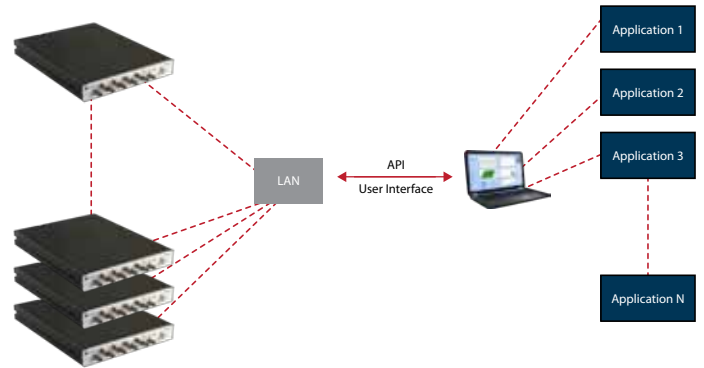 Application 1
Application 2
Application 3
LAN
API
User Interface
Application N